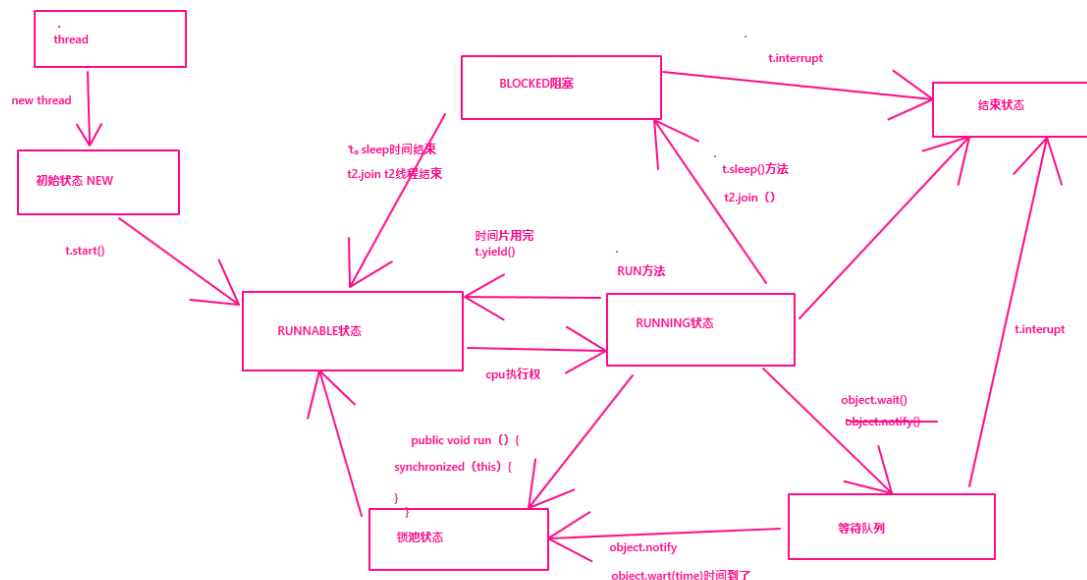 thread
new thread
初始状态 NEW
t.start()
BLOCKED阻塞
t.interrupt
结束状态
t。sleep时间结束
t2.join t2线程结束
t.sleep()方法
t2.join（）
时间片用完
t.yield()
RUN方法
RUNNABLE状态
RUNNING状态
cpu执行权
t.interupt
object.wait()
object.notify()
public void run（）{
synchronized（this）{
}
}
锁池状态
等待队列
object.notify
object.wart(time)时间到了